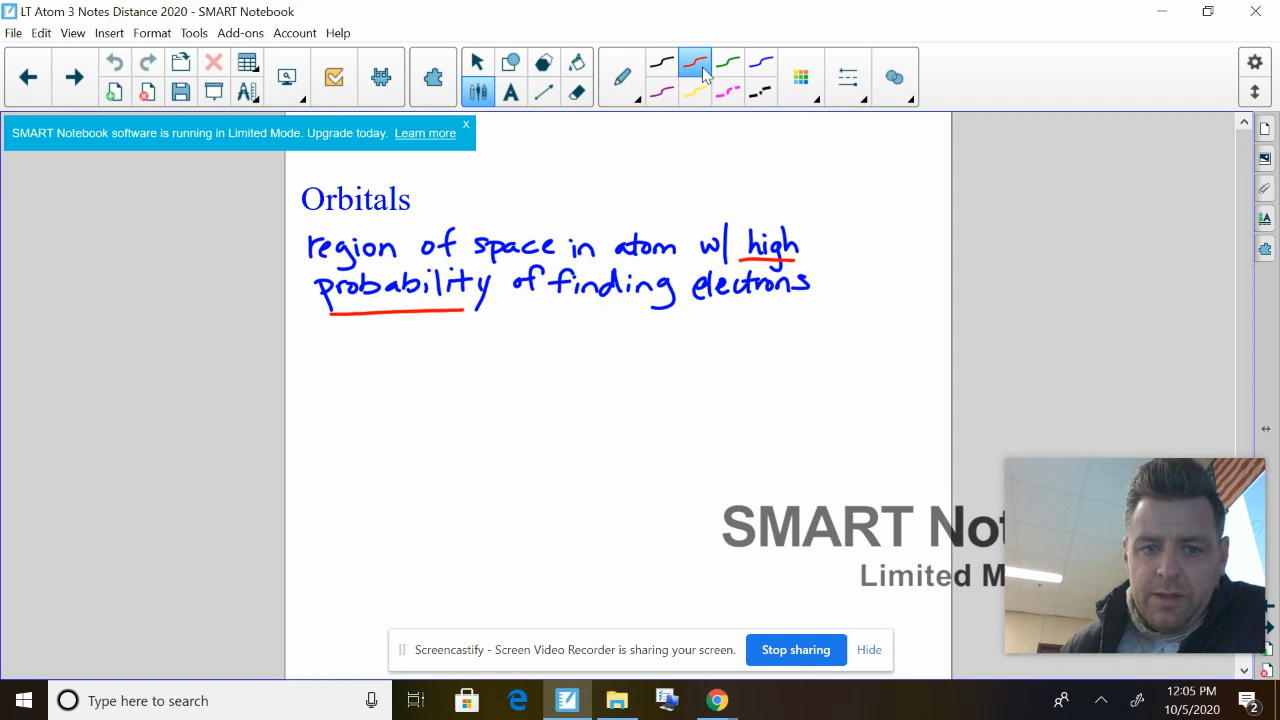 LT Atom 3 Notes Distance 2020 - SMART Notebook
File Edit View Insert Format Tools Add-ons Account Help
SMART Notebook software is running in Limited Mode. Upgrade today. Learn more X
Orbitals
region of space in atom w/ high
probability of finding electrons
SMART Not
Limited M
Screencastify - Screen Video Recorder is sharing your screen. Stop sharing Hide
Type here to search
12:05 PM
10/5/2020
2